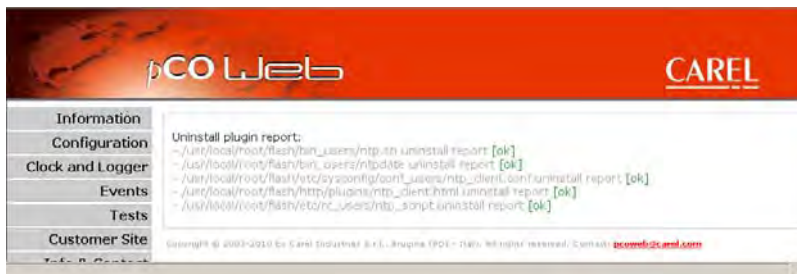 pCO Web
CAREL
Information
Configuration
Clock and Logger
Events
Tests
Customer Site
Uninstall plugin report:
- /usr/local/root/flash/bin_users/ntp.sh uninstall report [ok]
- /usr/local/root/flash/bin_users/ntpdate uninstall report [ok]
- /usr/local/root/flash/etc/sysconfig/conf_users/ntp_client.conf uninstall report [ok]
- /usr/local/root/flash/http/plugins/ntp_client.html uninstall report [ok]
- /usr/local/root/flash/etc/rc_users/ntp_script uninstall report [ok]
Copyright © 2003-2010 by Carel Industries S.r.l., Brugine (PD) - Italy. All rights reserved. Contact: pcoweb@carel.com